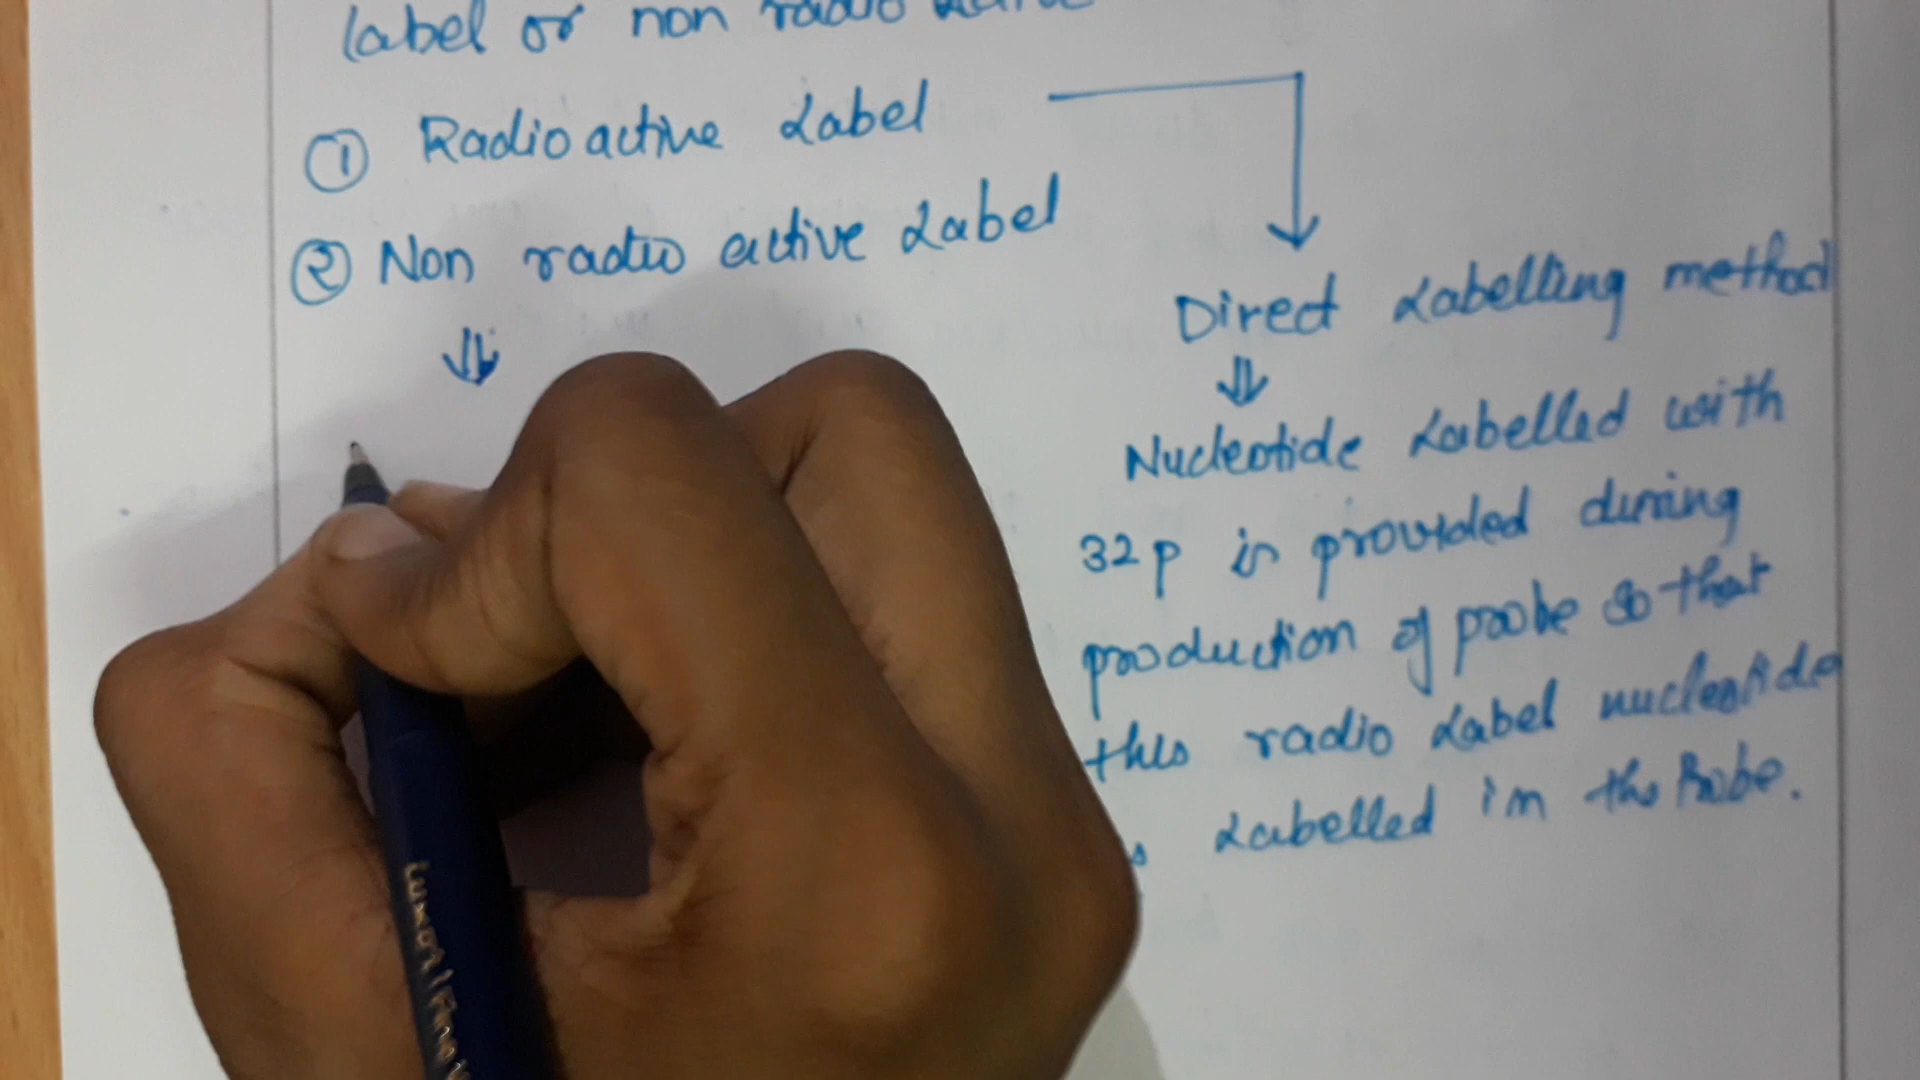 label or non radio
① Radioactive Label
② Non radio active Label
Direct Labelling method
Nucleotide Labelled with
32p is provided during
production of probe so that
this radio Label nucleotide
Labelled in the Probe.